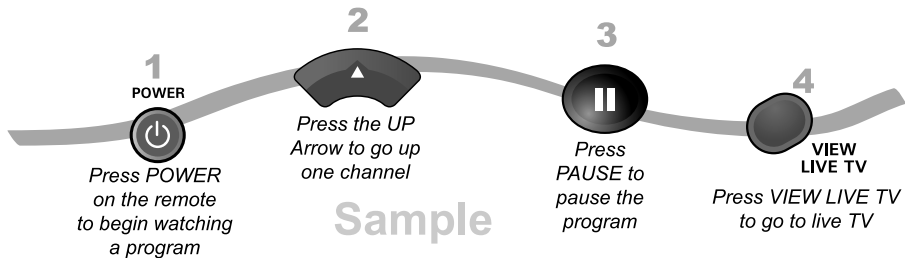 1
POWER
Press POWER
on the remote
to begin watching
a program
2
Press the UP
Arrow to go up
one channel
3
Press
PAUSE to
pause the
program
4
VIEW
LIVE TV
Press VIEW LIVE TV
to go to live TV
Sample